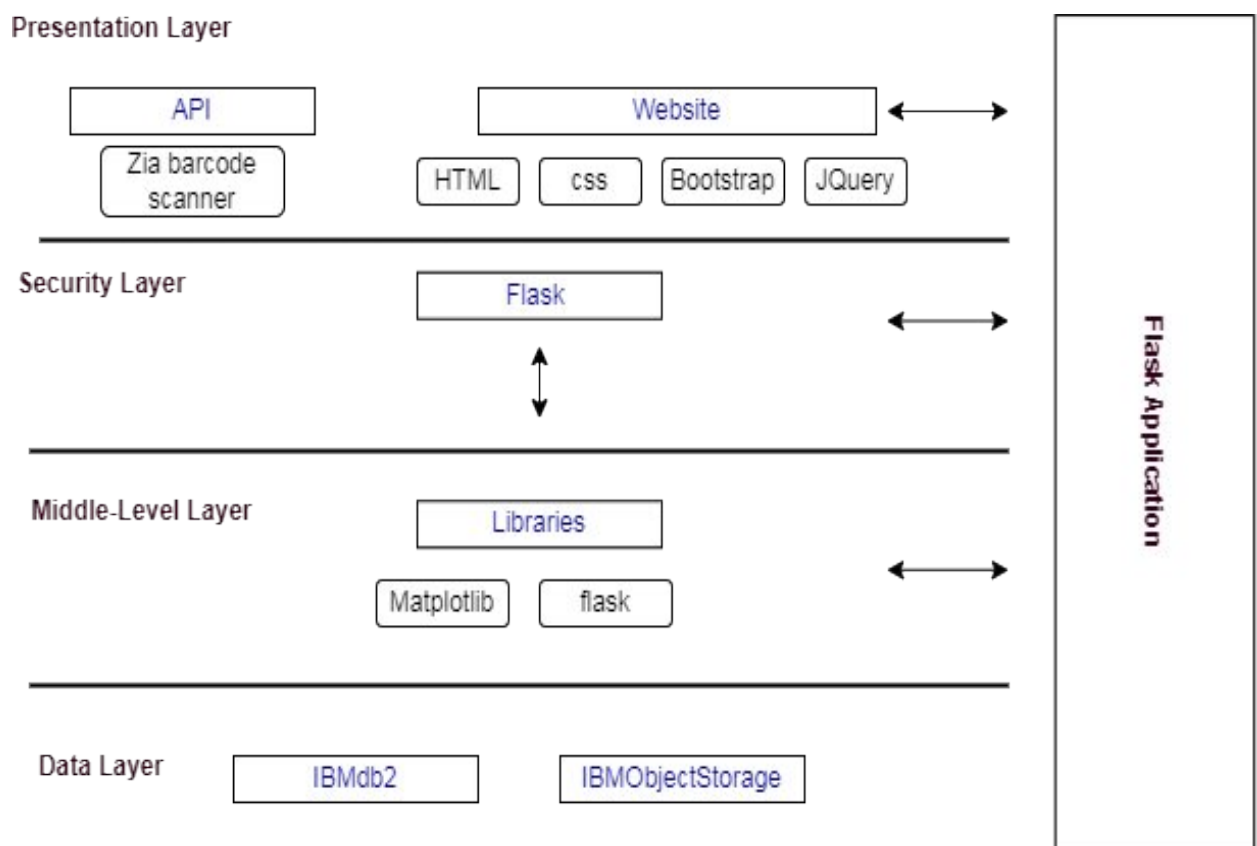 Presentation Layer
API
Website
Zia barcode
scanner
HTML
css
Bootstrap
JQuery
Security Layer
Flask
Middle-Level Layer
Libraries
Matplotlib
flask
Data Layer
IBMdb2
IBMObjectStorage
Flask Application